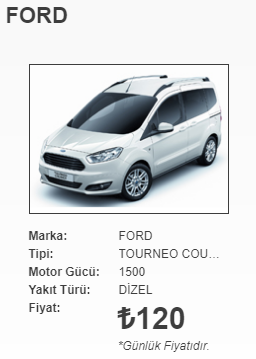 FORD
Marka: FORD
Tipi: TOURNEO COU...
Motor Gücü: 1500
Yakıt Türü: DİZEL
Fiyat: ₺120
*Günlük Fiyatıdır.